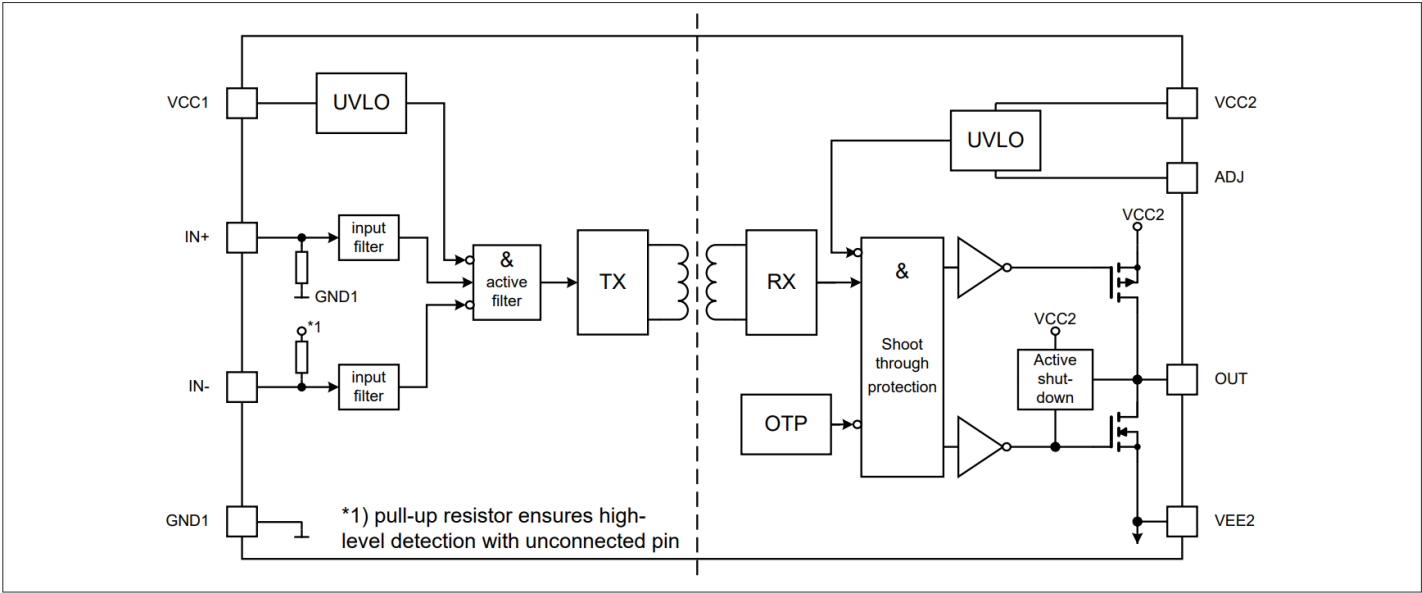 VCC1
UVLO
VCC2
UVLO
ADJ
VCC2
IN+
input
filter
GND1
&
active
filter
TX
RX
&
*1
VCC2
Shoot
through
protection
Active
shut-
down
IN-
input
filter
OUT
OTP
GND1
*1) pull-up resistor ensures high-
level detection with unconnected pin
VEE2